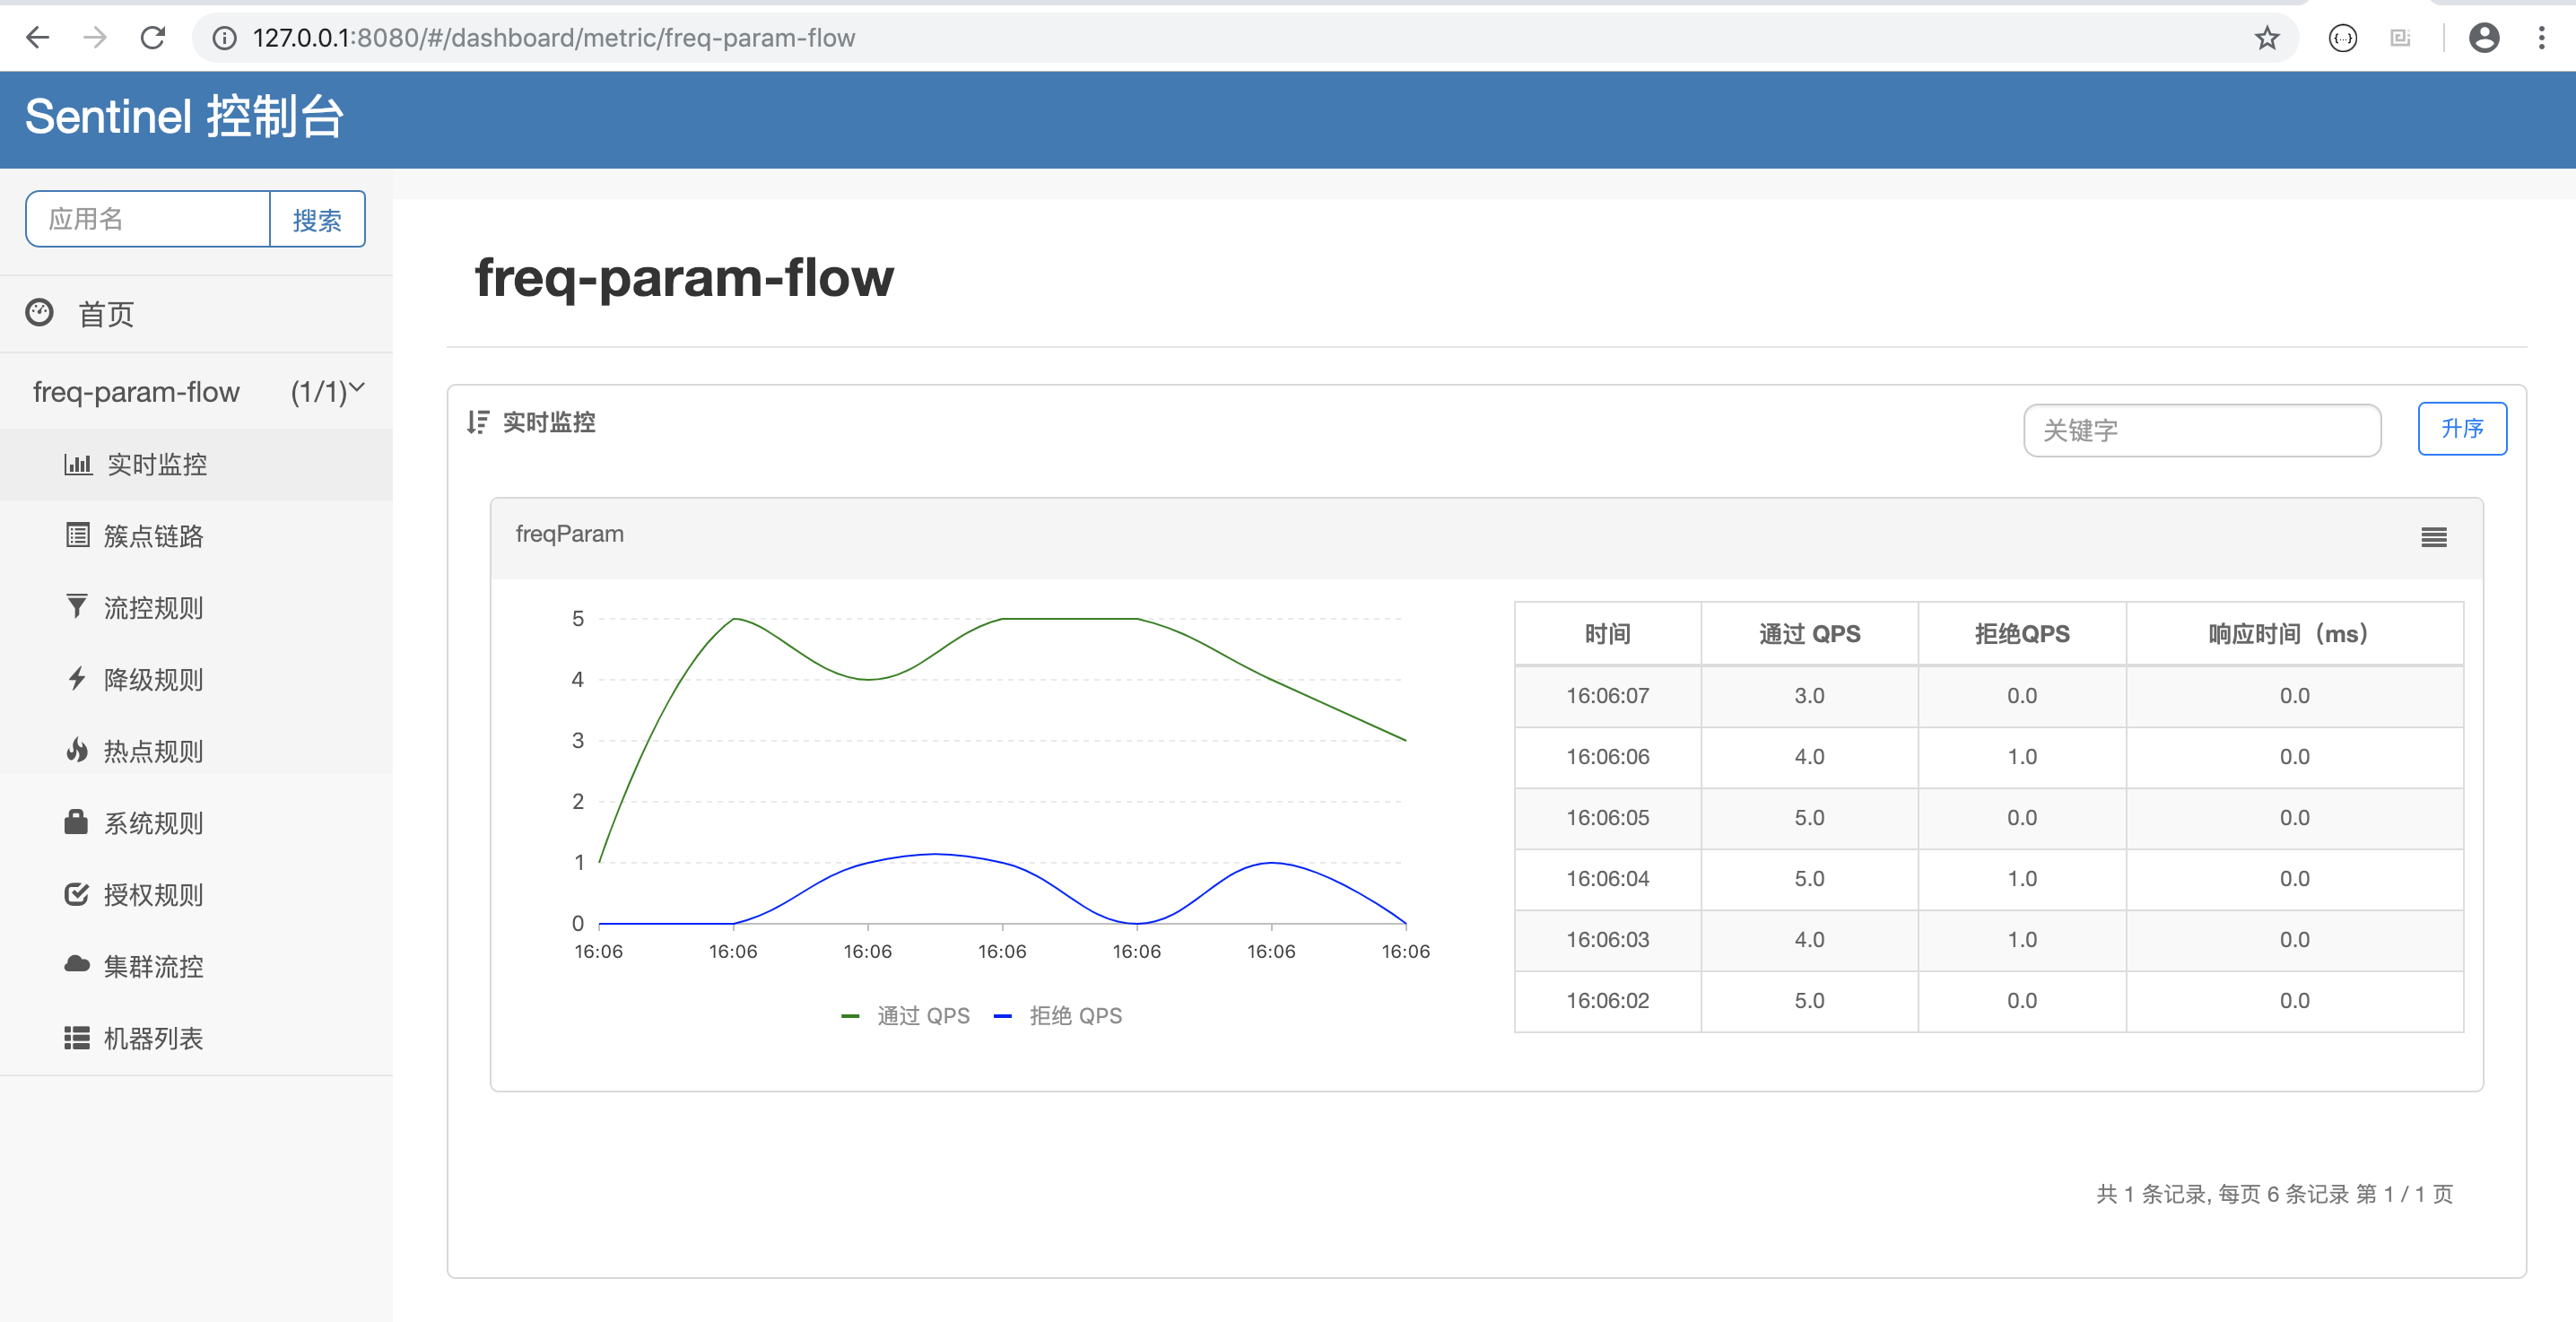 127.0.0.1:8080/#/dashboard/metric/freq-param-flow
Sentinel 控制台
应用名 搜索
首页
freq-param-flow (1/1)
实时监控
簇点链路
流控规则
降级规则
热点规则
系统规则
授权规则
集群流控
机器列表
freq-param-flow
实时监控 关键字 升序
freqParam
5
4
3
2
1
0
16:06 16:06 16:06 16:06 16:06 16:06 16:06
通过 QPS 拒绝 QPS
时间 通过 QPS 拒绝QPS 响应时间（ms）
16:06:07 3.0 0.0 0.0
16:06:06 4.0 1.0 0.0
16:06:05 5.0 0.0 0.0
16:06:04 5.0 1.0 0.0
16:06:03 4.0 1.0 0.0
16:06:02 5.0 0.0 0.0
共 1 条记录, 每页 6 条记录 第 1 / 1 页